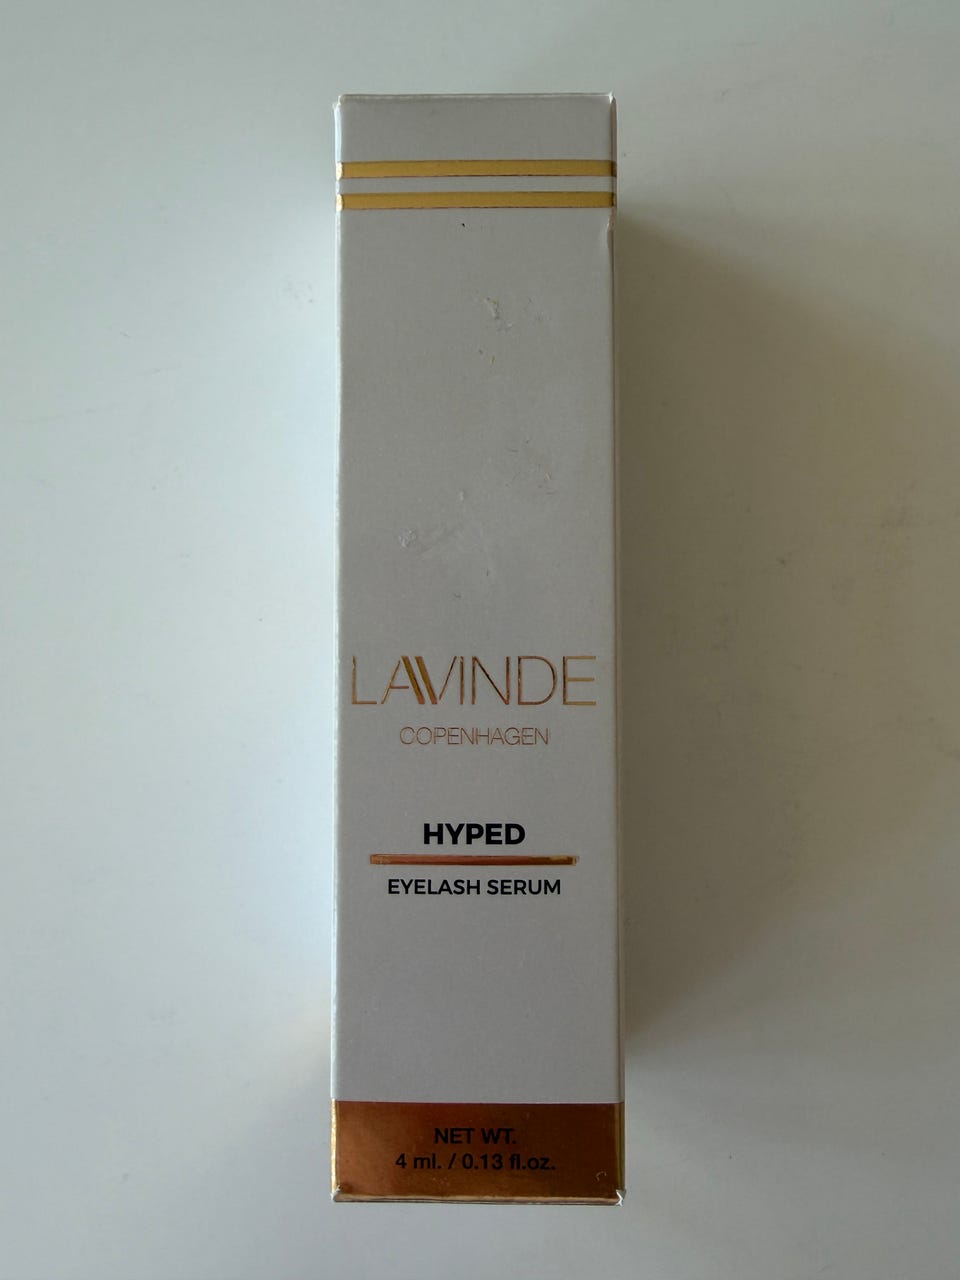 LAVINDE
COPENHAGEN
HYPED
EYELASH SERUM
NET WT.
4 ml. / 0.13 fl.oz.